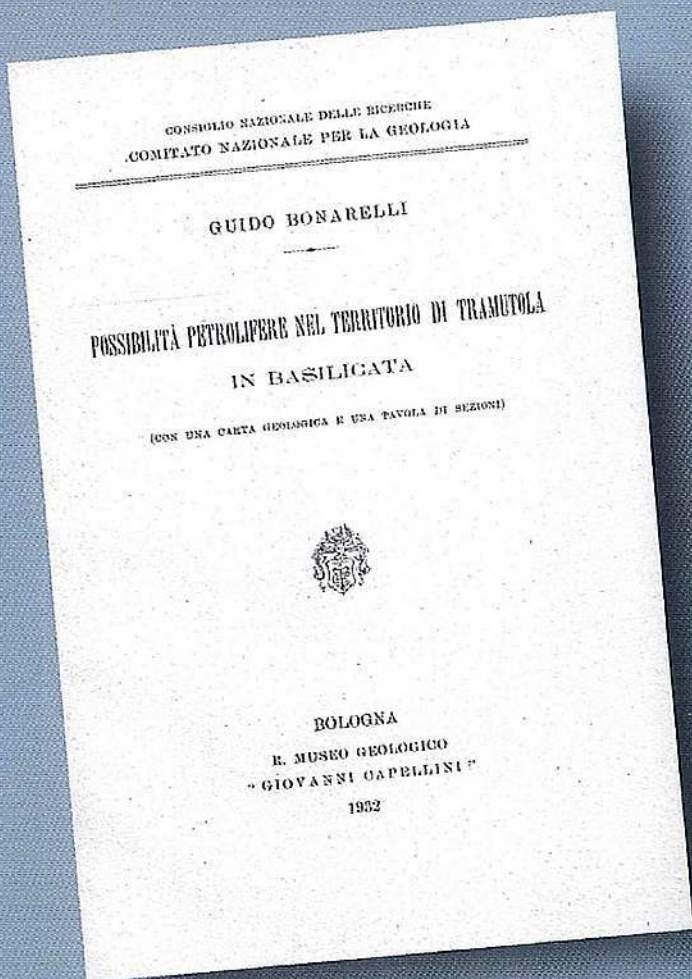 CONSIGLIO NAZIONALE DELLE RICERCHE
COMITATO NAZIONALE PER LA GEOLOGIA
GUIDO BONARELLI
POSSIBILITÀ PETROLIFERE NEL TERRITORIO DI TRAMUTOLA
IN BASILICATA
(CON UNA CARTA GEOLOGICA E UNA TAVOLA DI SEZIONI)
BOLOGNA
R. MUSEO GEOLOGICO
"GIOVANNI CAPELLINI"
1932